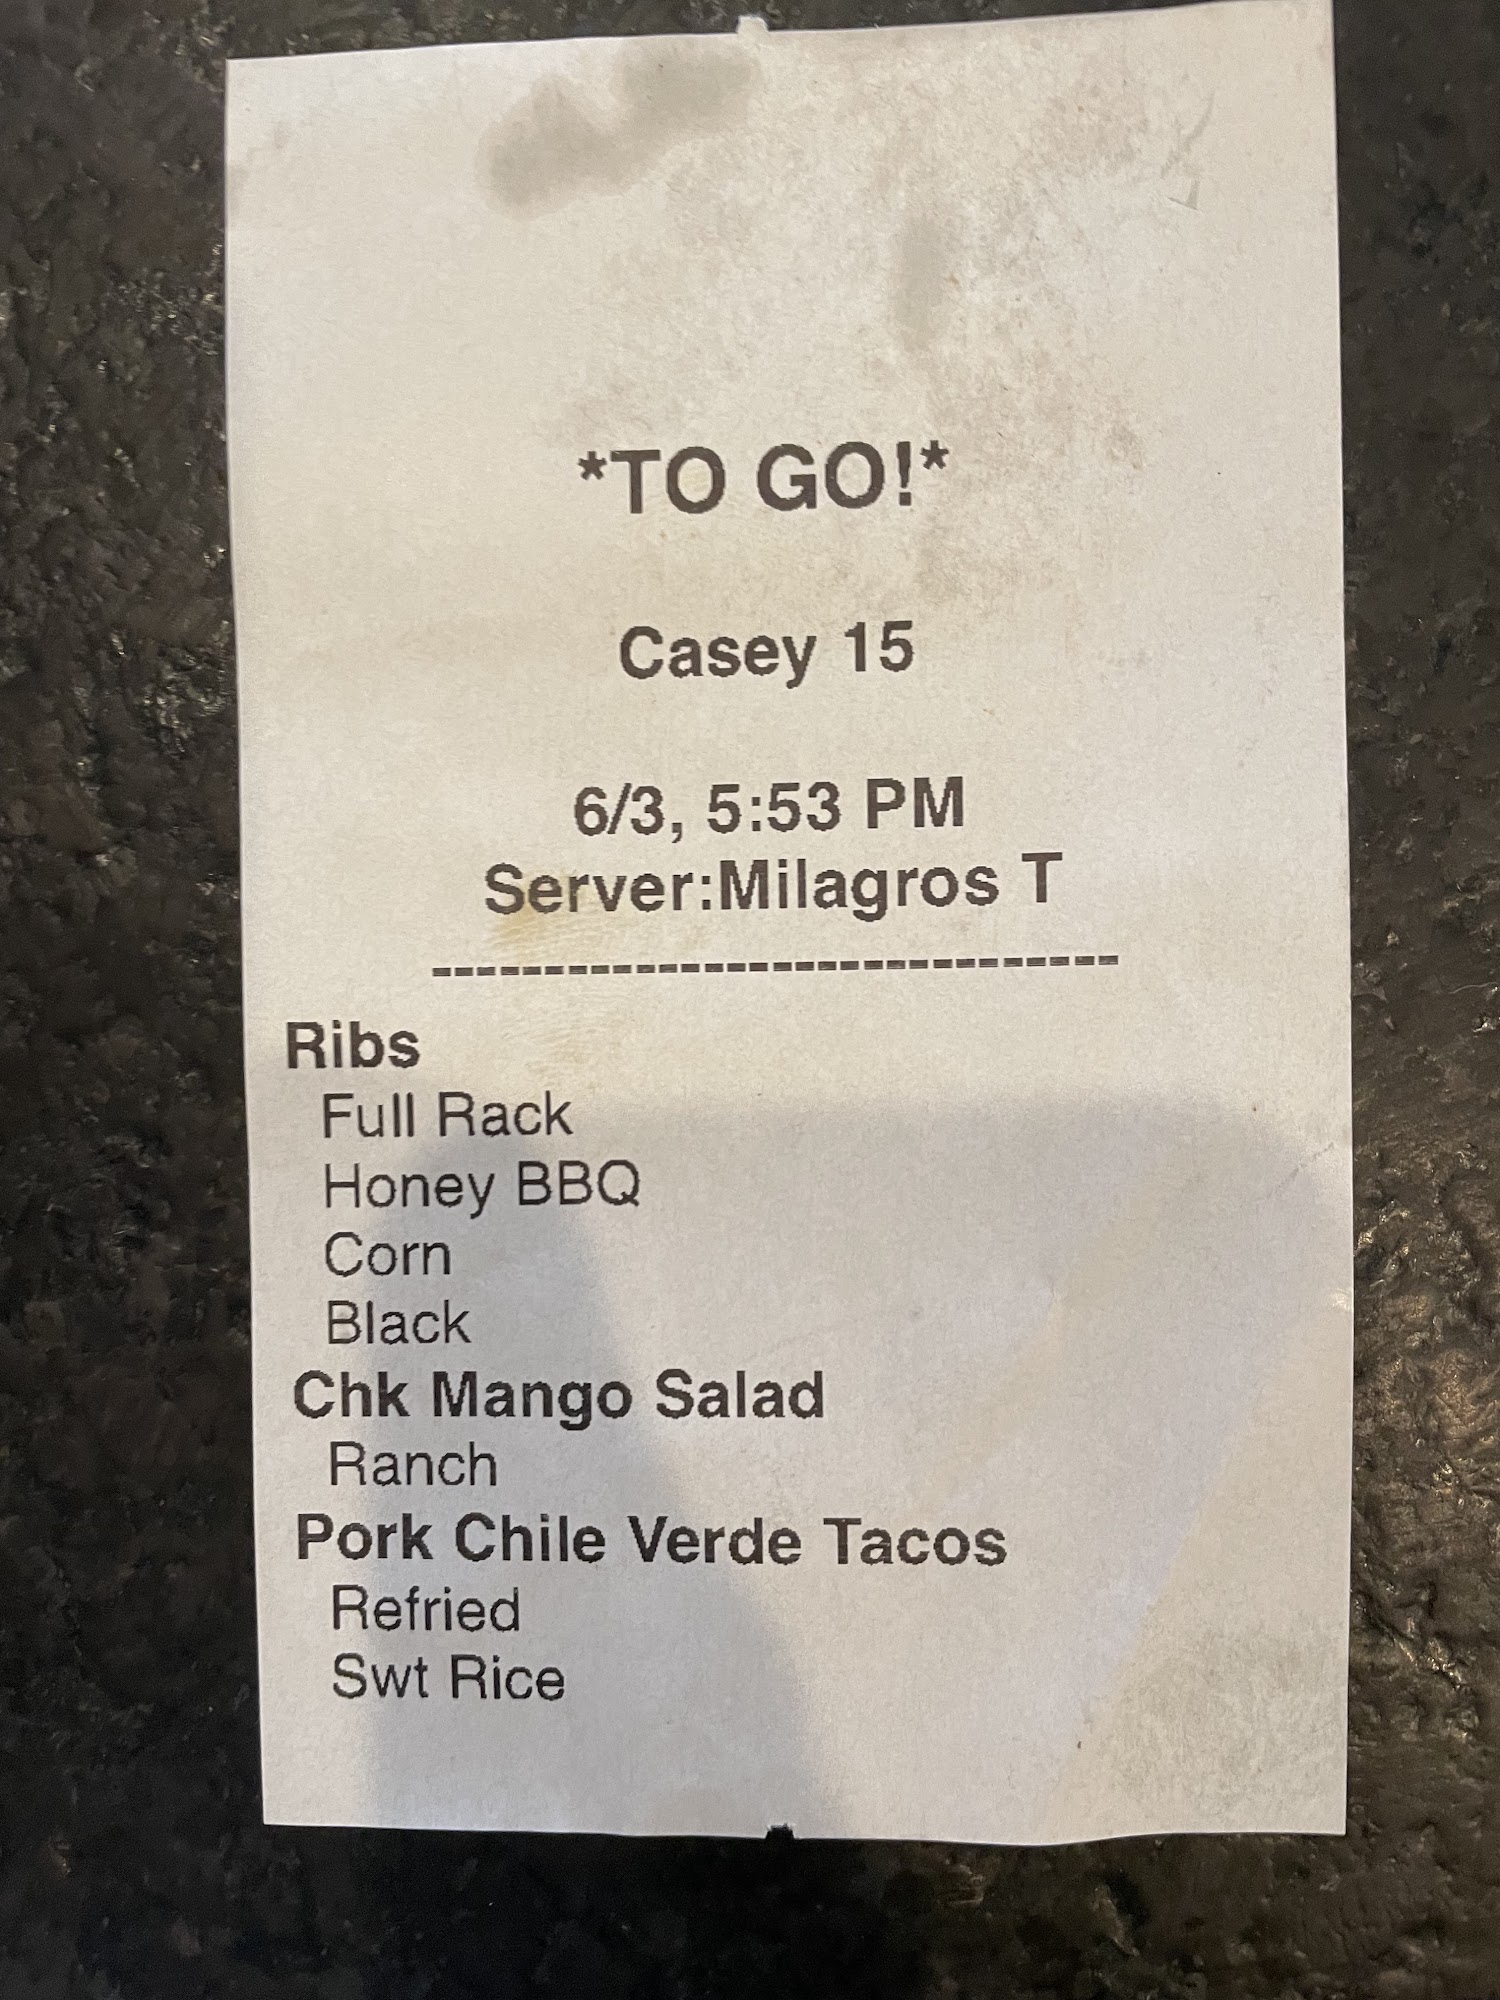 *TO GO!*
Casey 15
6/3, 5:53 PM
Server:Milagros T
------------------------------
Ribs
Full Rack
Honey BBQ
Corn
Black
Chk Mango Salad
Ranch
Pork Chile Verde Tacos
Refried
Swt Rice